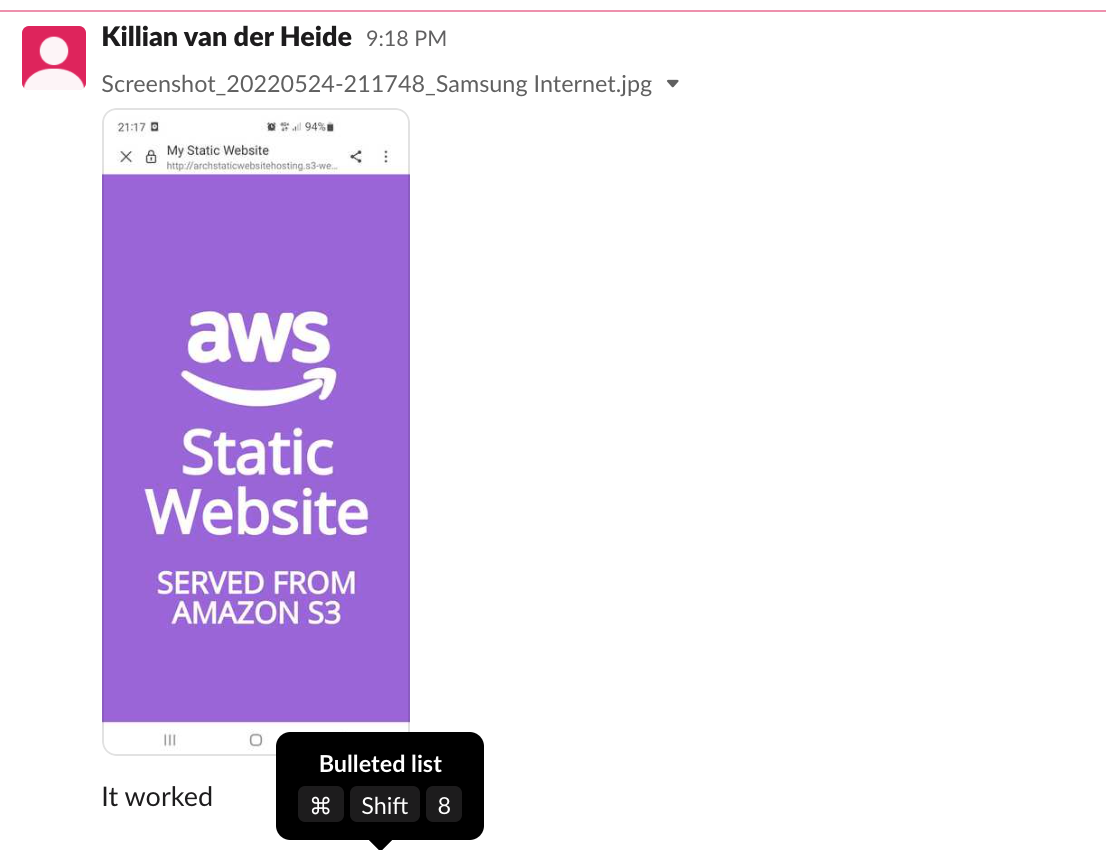 Killian van der Heide 9:18 PM
Screenshot_20220524-211748_Samsung Internet.jpg
21:17 94%
My Static Website
http://archstaticwebsitehosting.s3-we...
aws
Static
Website
SERVED FROM
AMAZON S3
Bulleted list
⌘ Shift 8
It worked